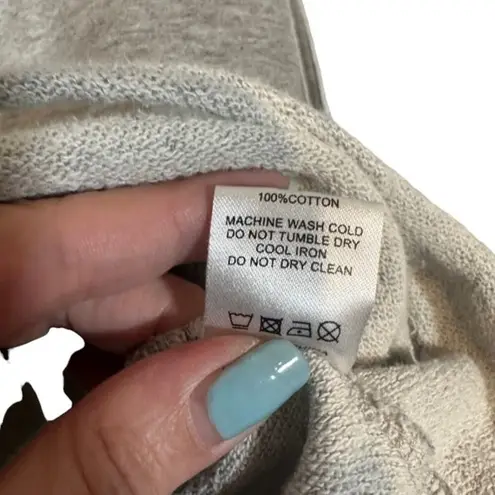 100%COTTON
MACHINE WASH COLD
DO NOT TUMBLE DRY
COOL IRON
DO NOT DRY CLEAN